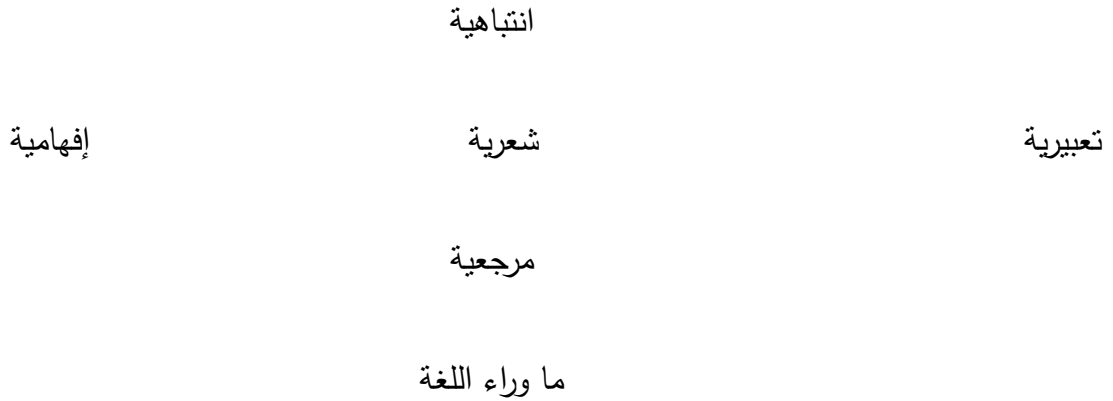 انتباهية
تعبيرية شعرية إفهامية
مرجعية
ما وراء اللغة